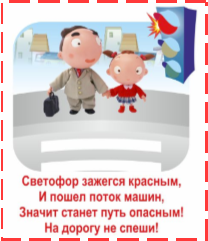 Светофор зажегся красным,
И пошел поток машин,
Значит станет путь опасным!
На дорогу не спеши!